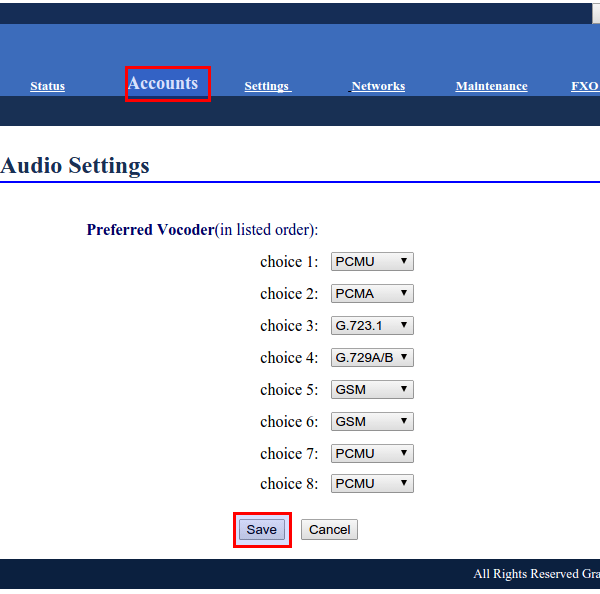 Status Accounts Settings Networks Maintenance FXO
Audio Settings
Preferred Vocoder(in listed order):
choice 1: PCMU
choice 2: PCMA
choice 3: G.723.1
choice 4: G.729A/B
choice 5: GSM
choice 6: GSM
choice 7: PCMU
choice 8: PCMU
Save Cancel
All Rights Reserved Gra